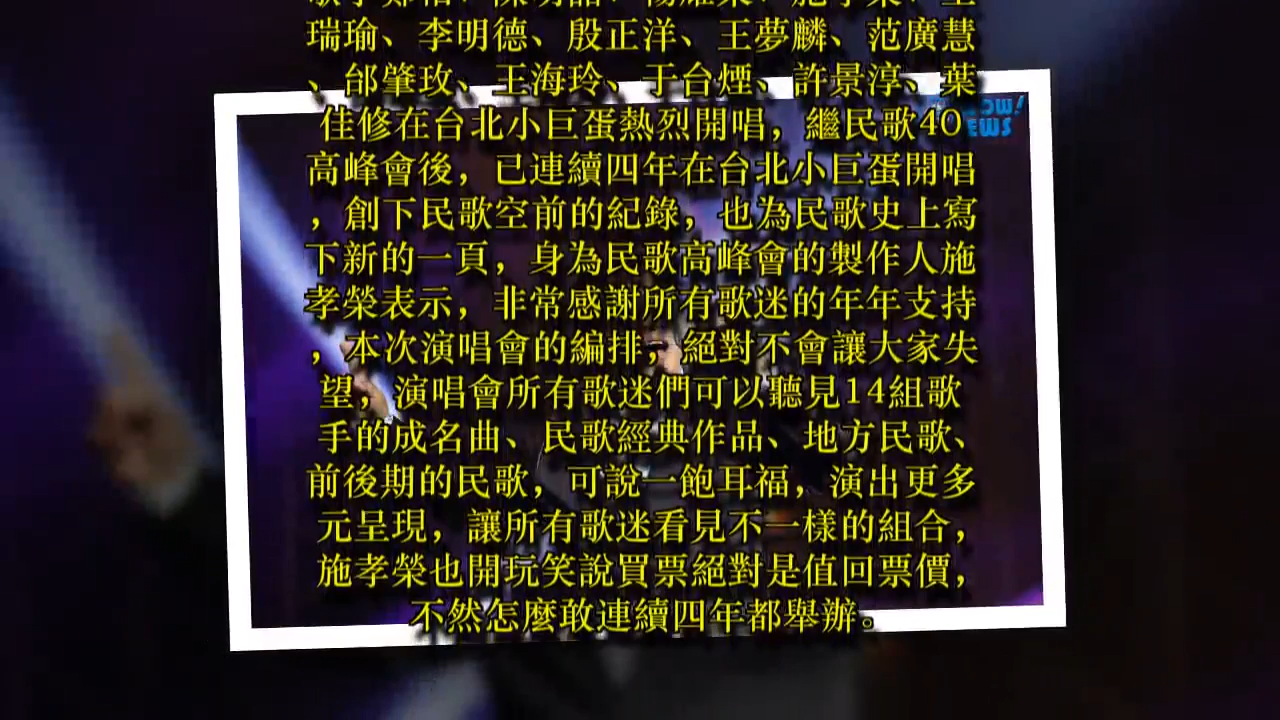 瑞瑜、李明德、殷正洋、王夢麟、范廣慧
、邰肇玫、王海玲、于台煙、許景淳、葉
佳修在台北小巨蛋熱烈開唱，繼民歌40
高峰會後，已連續四年在台北小巨蛋開唱
，創下民歌空前的紀錄，也為民歌史上寫
下新的一頁，身為民歌高峰會的製作人施
孝榮表示，非常感謝所有歌迷的年年支持
，本次演唱會的編排，絕對不會讓大家失
望，演唱會所有歌迷們可以聽見14組歌
手的成名曲、民歌經典作品、地方民歌、
前後期的民歌，可說一飽耳福，演出更多
元呈現，讓所有歌迷看見不一樣的組合，
施孝榮也開玩笑說買票絕對是值回票價，
不然怎麼敢連續四年都舉辦。